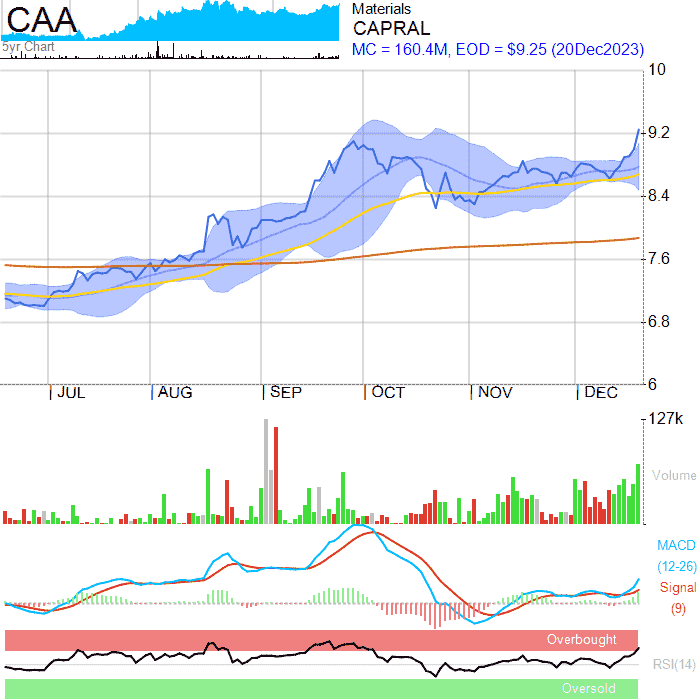 CAA
5yr Chart
Materials
CAPRAL
MC = 160.4M, EOD = $9.25 (20Dec2023)
10
9.2
8.4
7.6
6.8
6
JUL AUG SEP OCT NOV DEC
127k
Volume
MACD
(12-26)
Signal
(9)
Overbought
RSI(14)
Oversold